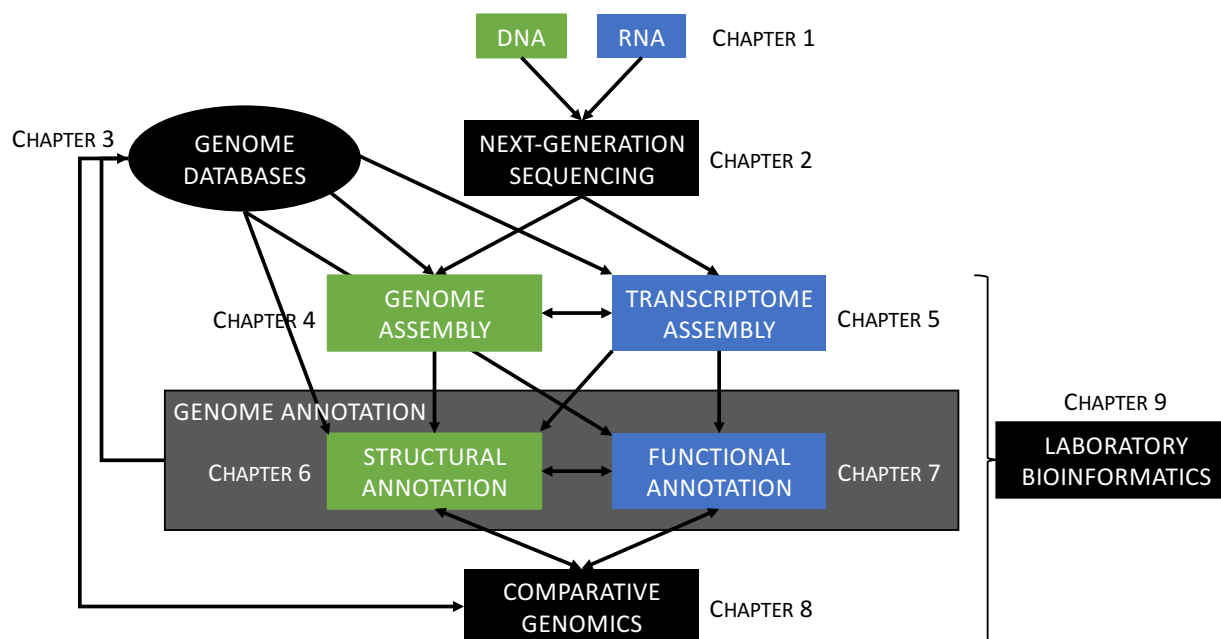 DNA
RNA
CHAPTER 1
CHAPTER 3
GENOME
DATABASES
NEXT-GENERATION
SEQUENCING
CHAPTER 2
GENOME
ASSEMBLY
CHAPTER 4
TRANSCRIPTOME
ASSEMBLY
CHAPTER 5
GENOME ANNOTATION
CHAPTER 6
STRUCTURAL
ANNOTATION
FUNCTIONAL
ANNOTATION
CHAPTER 7
CHAPTER 9
LABORATORY
BIOINFORMATICS
COMPARATIVE
GENOMICS
CHAPTER 8